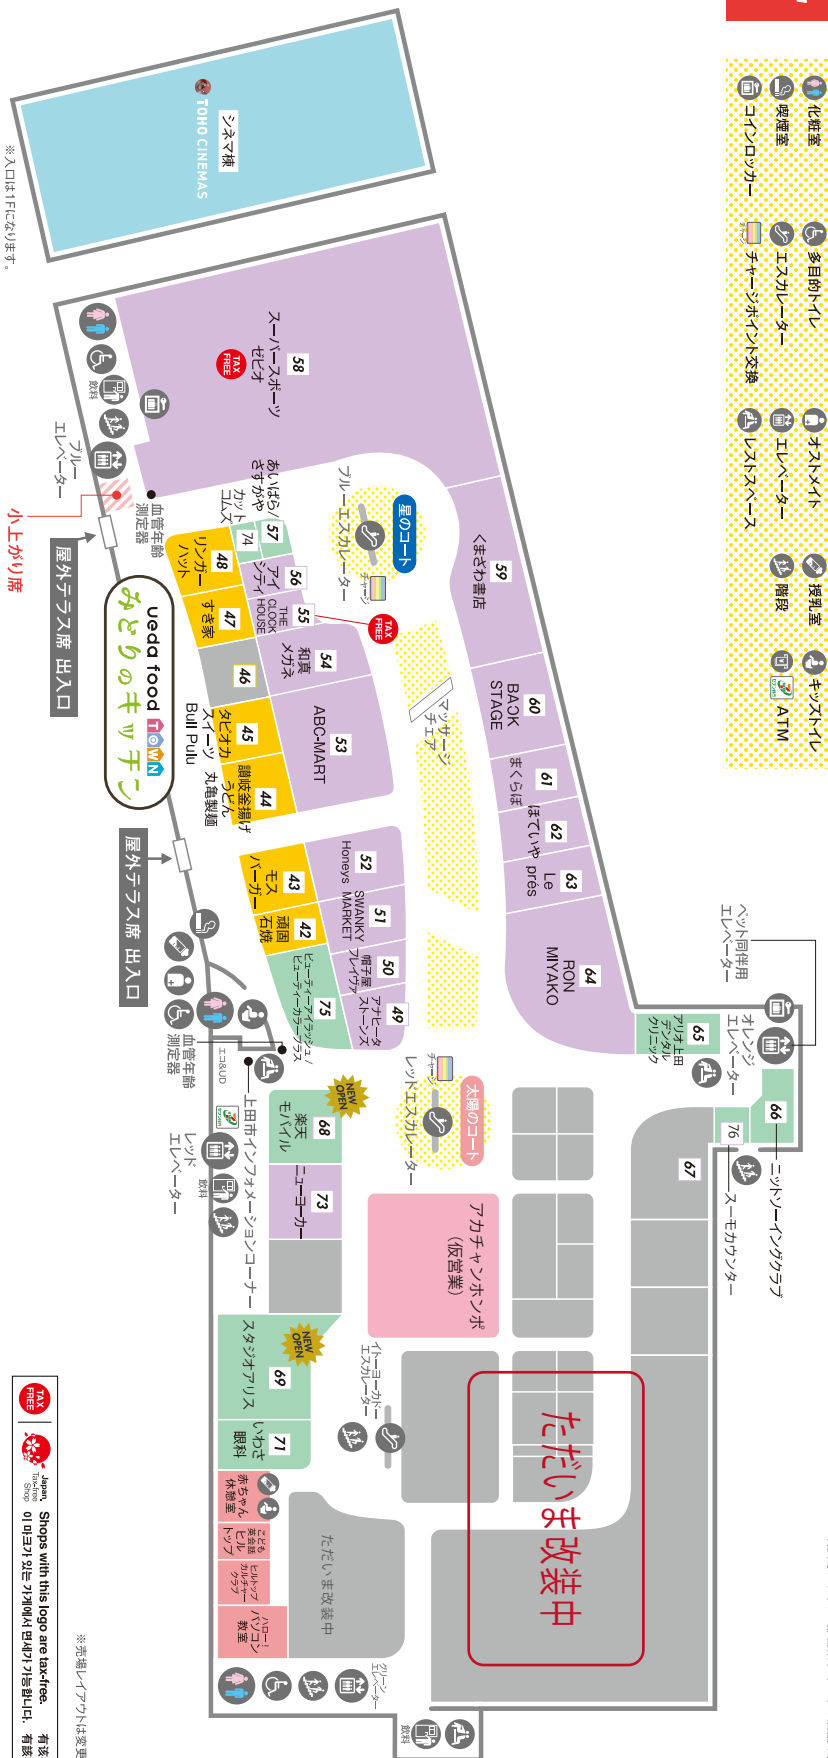 化粧室
多目的トイレ
オストメイト
授乳室
キッズトイレ
喫煙室
エスカレーター
エレベーター
階段
ATM
コインロッカー
チャージ
チャージポイント交換
レストスペース
シネマ棟
TOHO CINEMAS
※入口は1Fになります。
58
スーパースポーツ
ゼビオ
TAX
FREE
飲料
ブルー
エレベーター
小上がり席
血管年齢
測定器
屋外テラス席 出入口
ueda food TOWN
みどりのキッチン
屋外テラス席 出入口
星のコート
ブルーエスカレーター
チャージ
TAX
FREE
マッサージ
チェア
あいばら/
さすがや
57
カット
コムズ
74
56
アイ
シティ
55
THE
CLOCK
HOUSE
54
和真
メガネ
53
ABC-MART
48
リンガー
ハット
47
すき家
46
45
タピオカ
スイーツ
Bull Pulu
44
讃岐釜揚げ
うどん
丸亀製麺
43
モス
バーガー
42
頑固
石焼
52
Honeys
51
SWANKY
MARKET
50
帽子屋
フレイヴァ
49
アナヒータ
ストーンズ
75
ビューティーアイラッシュ/
ビューティーカラープラス
59
くまざわ書店
60
BACK
STAGE
61
まくらぼ
62
ほていや
63
Le
prés
64
RON
MIYAKO
65
アリオ上田
デンタル
クリニック
ペット同伴用
エレベーター
オレンジ
エレベーター
66
ニットソーイングクラブ
76
スーモカウンター
67
太陽のコート
レッドエスカレーター
チャージ
血管年齢
測定器
エコ&UD
上田市インフォメーションコーナー
レッド
エレベーター
飲料
NEW
OPEN
68
楽天
モバイル
73
ニューヨーカー
アカチャンホンポ
(仮営業)
イトーヨーカドー
エスカレーター
NEW
OPEN
69
スタジオアリス
71
いわさ
眼科
赤ちゃん
休憩室
こども
英会話
ヒル
トップ
ヒルトップ
カルチャー
クラブ
ハロー!
パソコン
教室
ただいま改装中
ただいま改装中
グリーン
エレベーター
飲料
TAX
FREE
Japan.
Tax-free
Shop
Shops with this logo are tax-free.
이 마크가 있는 가게에서 면세가 가능합니다.
有該
有該
※売場レイアウトは変更